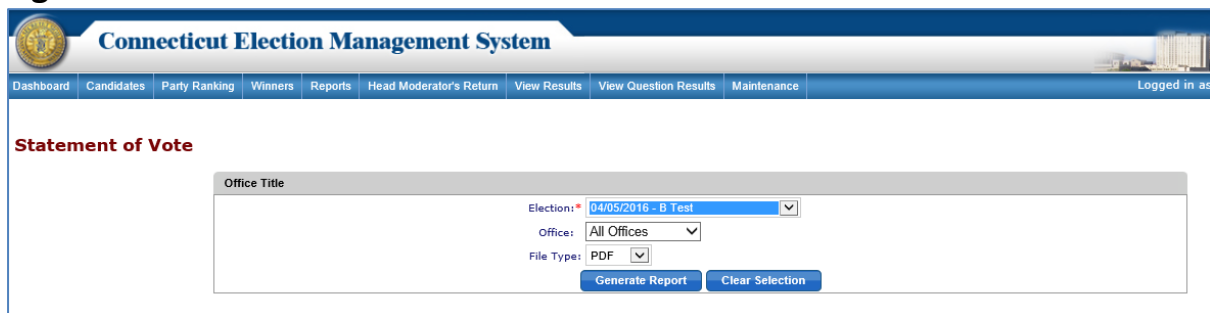 Connecticut Election Management System
Dashboard Candidates Party Ranking Winners Reports Head Moderator's Return View Results View Question Results Maintenance Logged in as
Statement of Vote
Office Title
Election:* 04/05/2016 - B Test
Office: All Offices
File Type: PDF
Generate Report Clear Selection